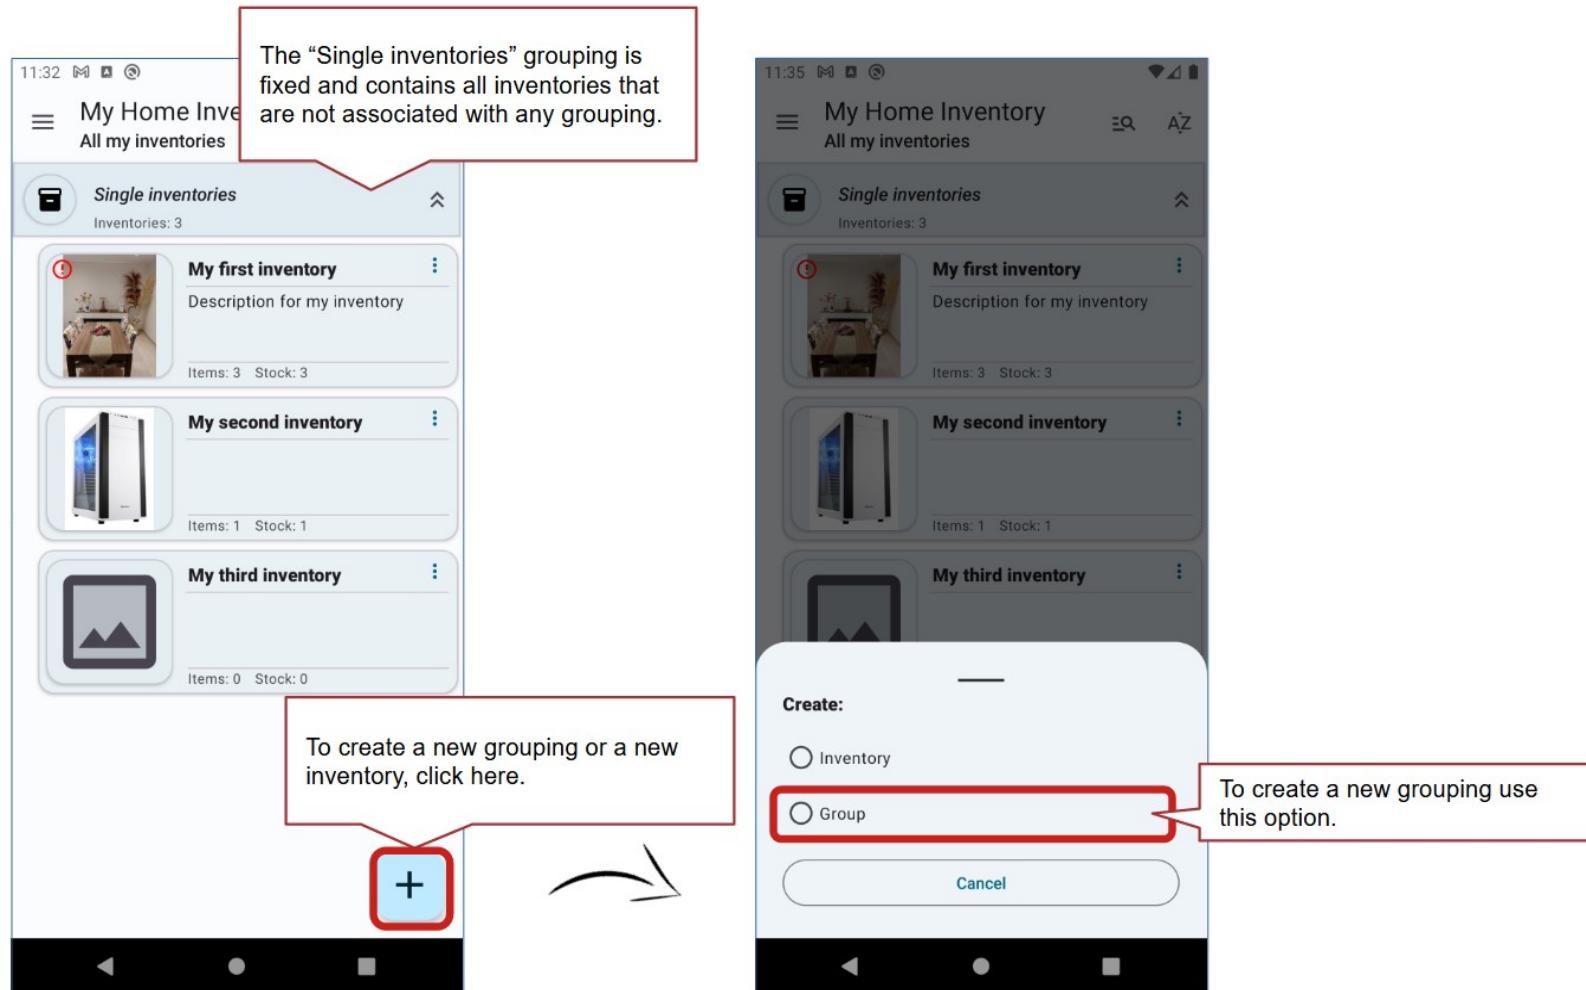 The “Single inventories” grouping is
fixed and contains all inventories that
are not associated with any grouping.
11:32
My Home Inve
All my inventories
Single inventories
Inventories: 3
My first inventory
Description for my inventory
Items: 3 Stock: 3
My second inventory
Items: 1 Stock: 1
My third inventory
Items: 0 Stock: 0
To create a new grouping or a new
inventory, click here.
+
11:35
My Home Inventory
All my inventories
AZ
Single inventories
Inventories: 3
My first inventory
Description for my inventory
Items: 3 Stock: 3
My second inventory
Items: 1 Stock: 1
My third inventory
Create:
Inventory
Group
Cancel
To create a new grouping use
this option.